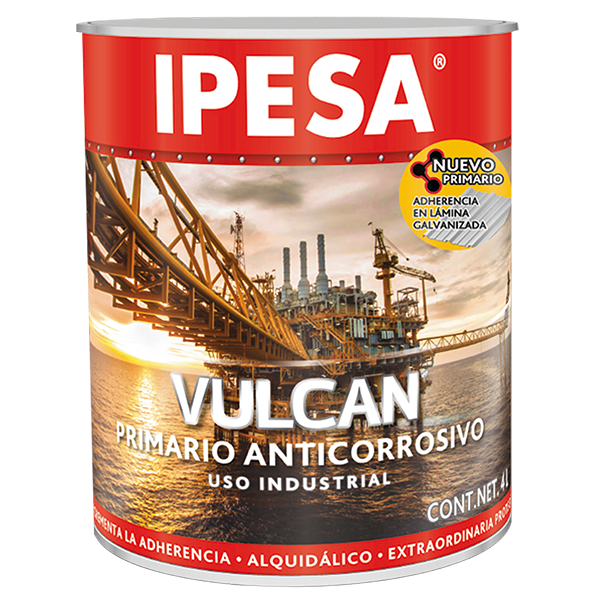 IPESA®
NUEVO
PRIMARIO
ADHERENCIA
EN LÁMINA
GALVANIZADA
VULCAN
PRIMARIO ANTICORROSIVO
USO INDUSTRIAL
CONT.NET. 4L
LA ADHERENCIA • ALQUIDÁLICO • EXTRAORDINARIA